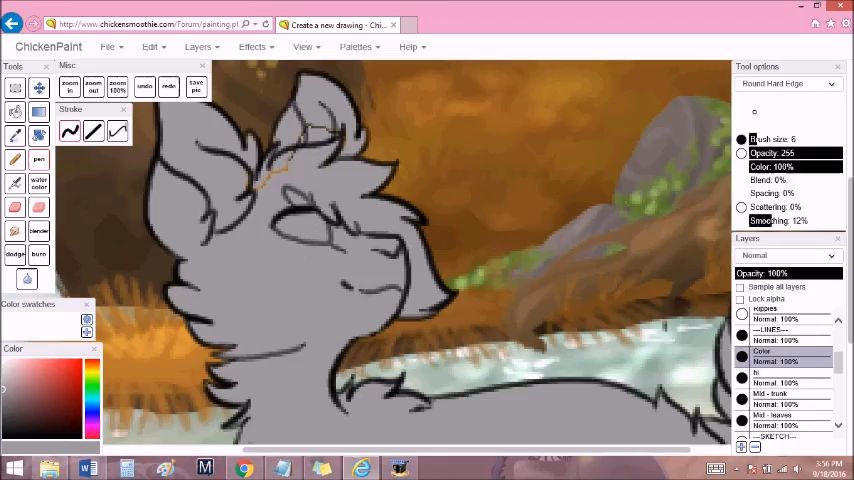 http://www.chickensmoothie.com/Forum/painting.pl
Create a new drawing - Chi...
ChickenPaint File Edit Layers Effects View Palettes Help
Tools
Misc
zoom in zoom out zoom 100% undo redo save pic
Stroke
pen
water color
blender
dodge burn
Color swatches
Color
Tool options
Round Hard Edge
Brush size: 6
Opacity: 255
Color: 100%
Blend: 0%
Spacing: 0%
Scattering: 0%
Smoothing: 12%
Layers
Normal
Opacity: 100%
Sample all layers
Lock alpha
Ripples
Normal: 100%
---LINES---
Normal: 100%
Color
Normal: 100%
hi
Normal: 100%
Mid - trunk
Normal: 100%
Mid - leaves
Normal: 100%
---SKETCH---
3:56 PM
9/18/2016